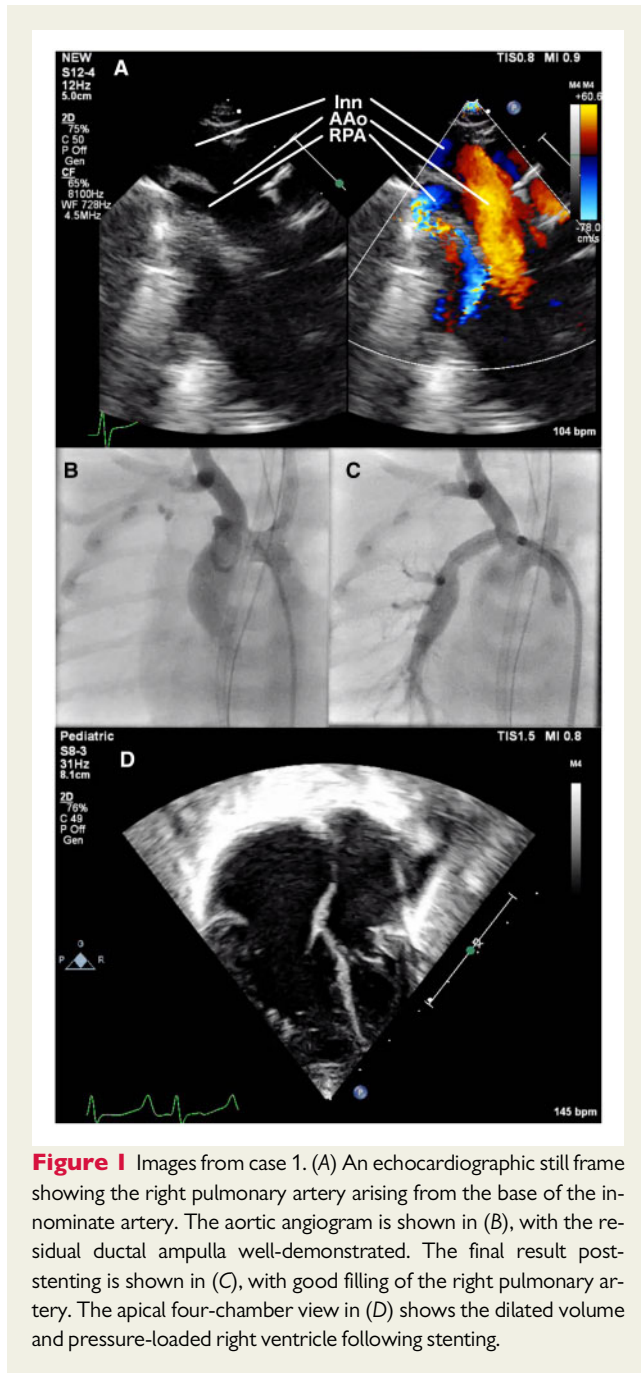 NEW
S12-4
12Hz
5.0cm
2D
75%
C 50
P Off
Gen
CF
65%
8100Hz
WF 728Hz
4.5MHz
A
TIS0.8 MI 0.9
M4 M4
+60.6
-78.0
cm/s
Inn
AAo
RPA
P
104 bpm
B
C
Pediatric
S8-3
31Hz
8.1cm
2D
76%
C 49
P Off
Gen
D
TIS1.5 MI 0.8
M4
G
P R
P
145 bpm
Figure 1 Images from case 1. (A) An echocardiographic still frame
showing the right pulmonary artery arising from the base of the in-
nominate artery. The aortic angiogram is shown in (B), with the re-
sidual ductal ampulla well-demonstrated. The final result post-
stenting is shown in (C), with good filling of the right pulmonary ar-
tery. The apical four-chamber view in (D) shows the dilated volume
and pressure-loaded right ventricle following stenting.